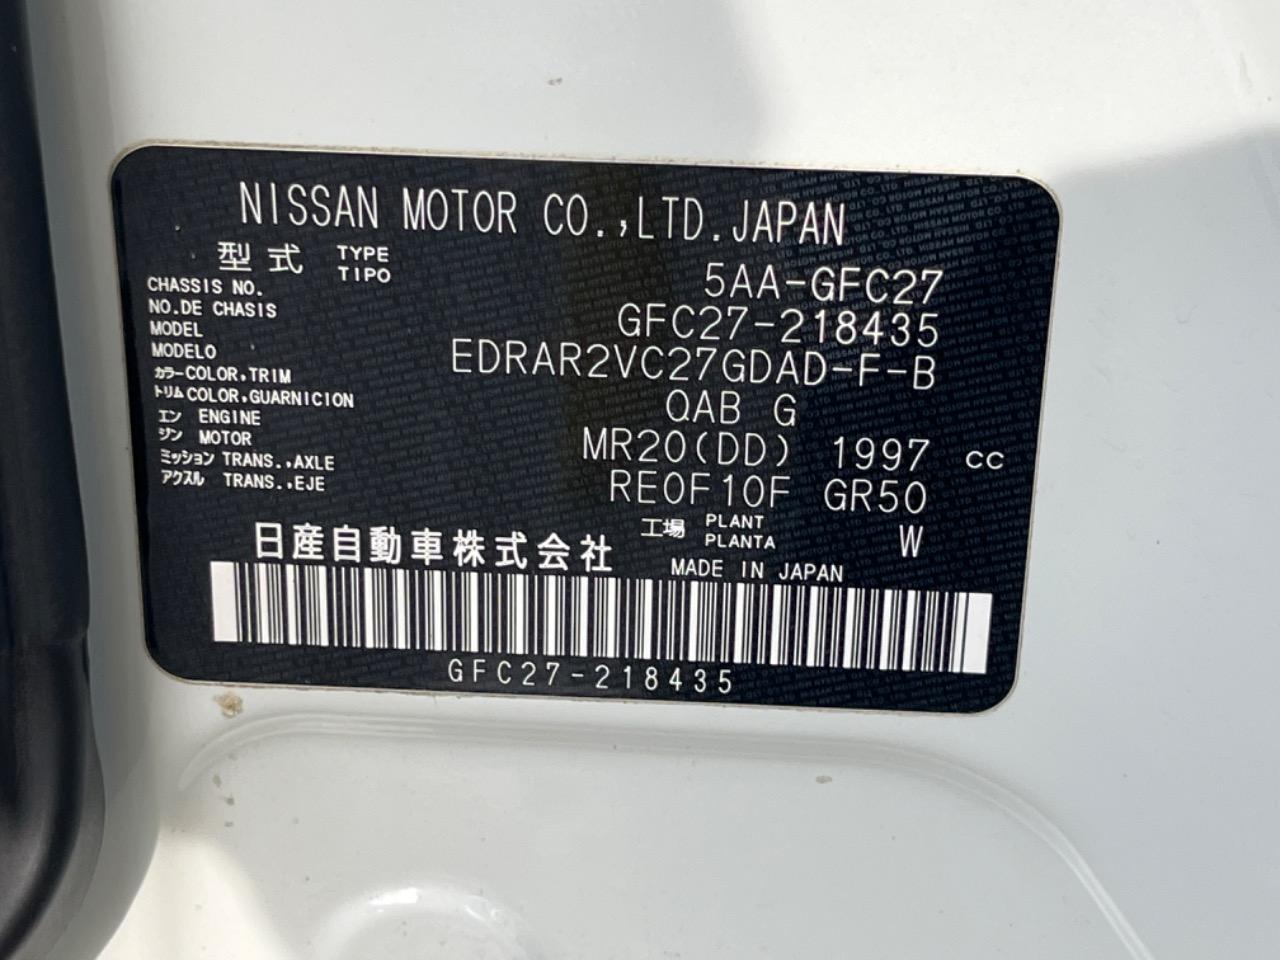 NISSAN MOTOR CO.,LTD.JAPAN
型式 TYPE TIPO 5AA-GFC27
CHASSIS NO.
NO.DE CHASIS GFC27-218435
MODEL
MODELO EDRAR2VC27GDAD-F-B
カラー COLOR,TRIM
トリム COLOR,GUARNICION QAB G
エン ENGINE
ジン MOTOR MR20(DD) 1997 cc
ミッション TRANS.,AXLE
アクスル TRANS.,EJE RE0F10F GR50
工場 PLANT PLANTA W
日産自動車株式会社 MADE IN JAPAN
GFC27-218435